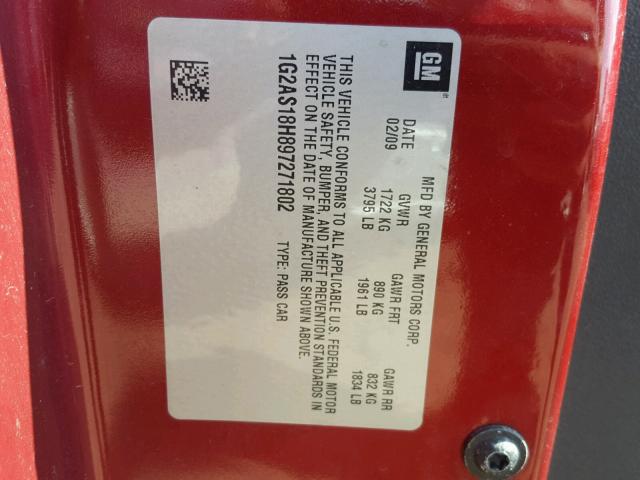 GM
MFD BY GENERAL MOTORS CORP.
DATE GVWR GAWR FRT GAWR RR
02/09 1722 KG 890 KG 832 KG
3795 LB 1961 LB 1834 LB
THIS VEHICLE CONFORMS TO ALL APPLICABLE U.S. FEDERAL MOTOR
VEHICLE SAFETY, BUMPER, AND THEFT PREVENTION STANDARDS IN
EFFECT ON THE DATE OF MANUFACTURE SHOWN ABOVE.
1G2AS18H897271802 TYPE: PASS CAR